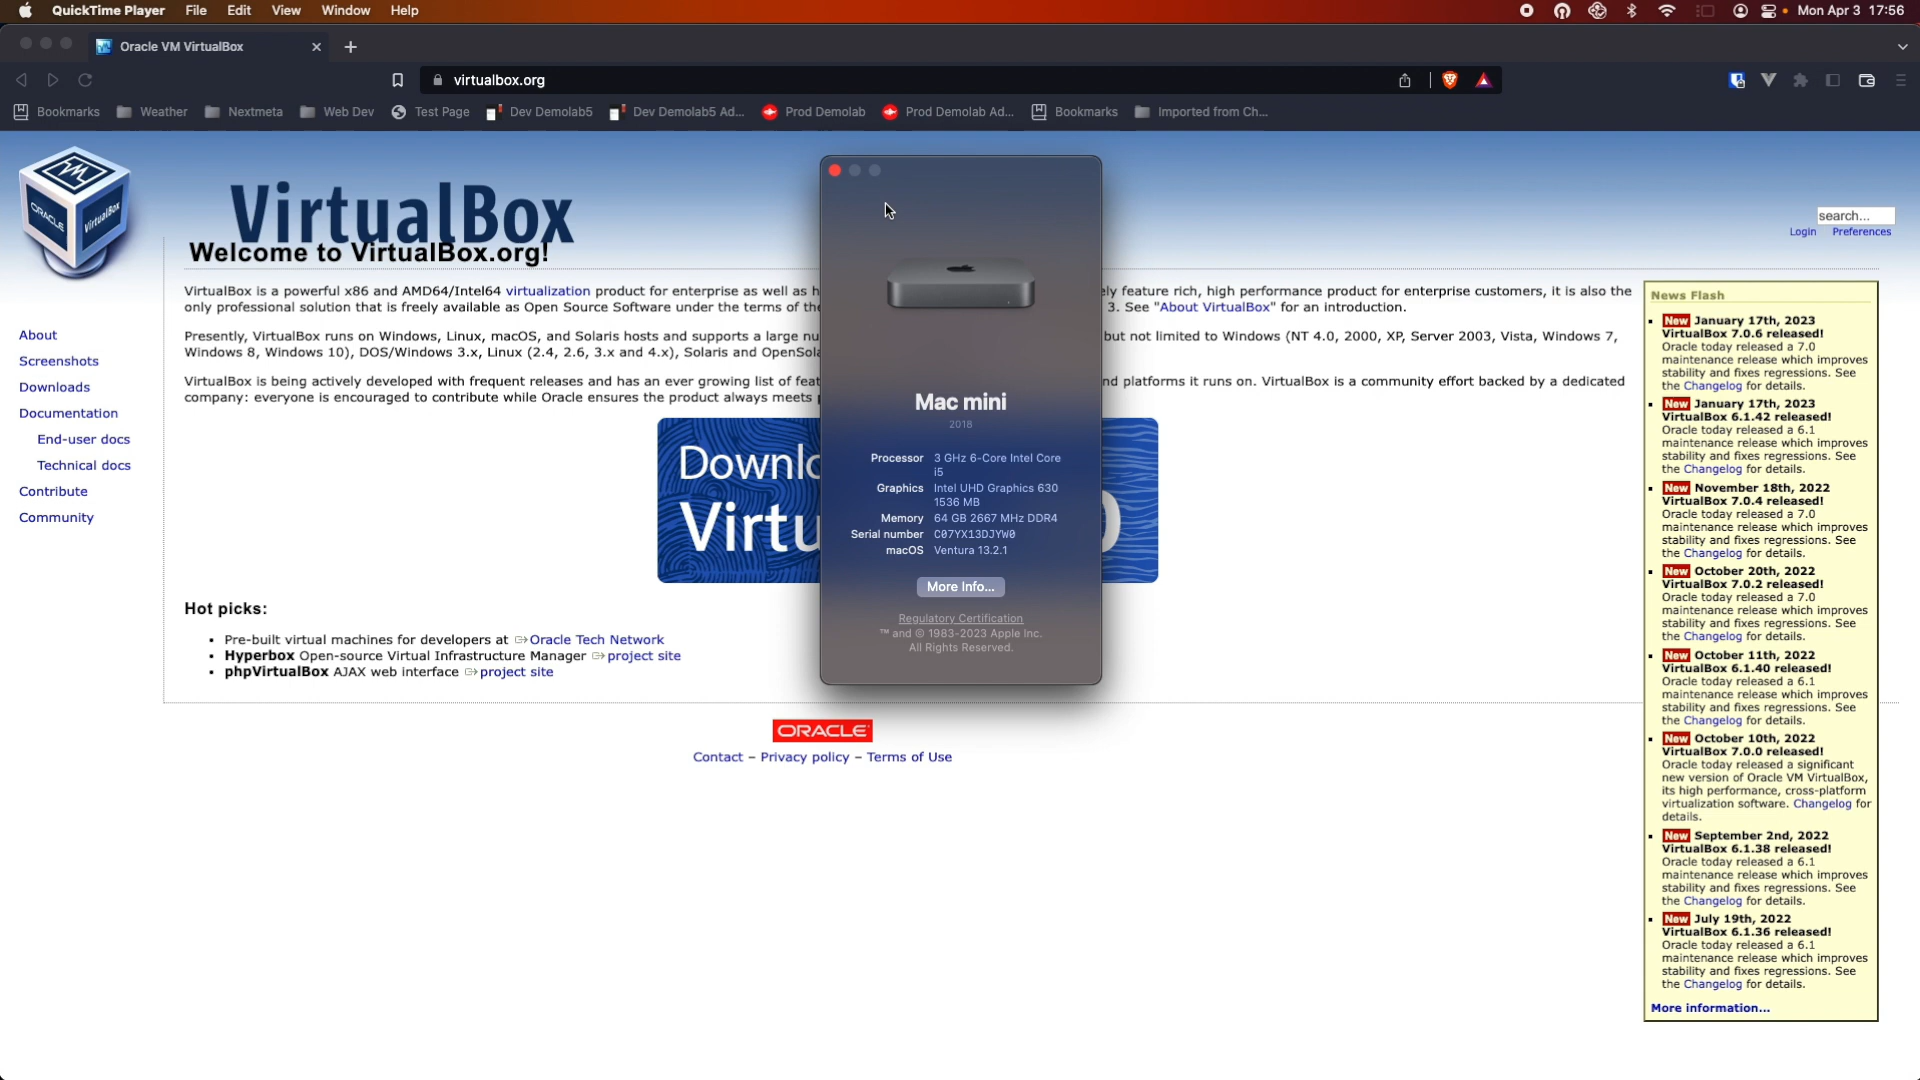 QuickTime Player File Edit View Window Help Mon Apr 3 17:56
Oracle VM VirtualBox
virtualbox.org
Bookmarks Weather Nextmeta Web Dev Test Page Dev Demolab5 Dev Demolab5 Ad... Prod Demolab Prod Demolab Ad... Bookmarks Imported from Ch...
ORACLE VirtualBox
VirtualBox
search...
Login Preferences
About
Screenshots
Downloads
Documentation
End-user docs
Technical docs
Contribute
Community
Welcome to VirtualBox.org!
VirtualBox is a powerful x86 and AMD64/Intel64 virtualization product for enterprise as well as h
ely feature rich, high performance product for enterprise customers, it is also the
only professional solution that is freely available as Open Source Software under the terms of the
3. See "About VirtualBox" for an introduction.
Presently, VirtualBox runs on Windows, Linux, macOS, and Solaris hosts and supports a large nu
but not limited to Windows (NT 4.0, 2000, XP, Server 2003, Vista, Windows 7,
Windows 8, Windows 10), DOS/Windows 3.x, Linux (2.4, 2.6, 3.x and 4.x), Solaris and OpenSola
VirtualBox is being actively developed with frequent releases and has an ever growing list of feat
nd platforms it runs on. VirtualBox is a community effort backed by a dedicated
company: everyone is encouraged to contribute while Oracle ensures the product always meets
Downlo
Virtu
Hot picks:
Pre-built virtual machines for developers at Oracle Tech Network
Hyperbox Open-source Virtual Infrastructure Manager project site
phpVirtualBox AJAX web interface project site
ORACLE
Contact – Privacy policy – Terms of Use
Mac mini
2018
Processor 3 GHz 6-Core Intel Core
i5
Graphics Intel UHD Graphics 630
1536 MB
Memory 64 GB 2667 MHz DDR4
Serial number C07YX13DJYW0
macOS Ventura 13.2.1
More Info...
Regulatory Certification
™ and © 1983-2023 Apple Inc.
All Rights Reserved.
News Flash
New January 17th, 2023
VirtualBox 7.0.6 released!
Oracle today released a 7.0
maintenance release which improves
stability and fixes regressions. See
the Changelog for details.
New January 17th, 2023
VirtualBox 6.1.42 released!
Oracle today released a 6.1
maintenance release which improves
stability and fixes regressions. See
the Changelog for details.
New November 18th, 2022
VirtualBox 7.0.4 released!
Oracle today released a 7.0
maintenance release which improves
stability and fixes regressions. See
the Changelog for details.
New October 20th, 2022
VirtualBox 7.0.2 released!
Oracle today released a 7.0
maintenance release which improves
stability and fixes regressions. See
the Changelog for details.
New October 11th, 2022
VirtualBox 6.1.40 released!
Oracle today released a 6.1
maintenance release which improves
stability and fixes regressions. See
the Changelog for details.
New October 10th, 2022
VirtualBox 7.0.0 released!
Oracle today released a significant
new version of Oracle VM VirtualBox,
its high performance, cross-platform
virtualization software. Changelog for
details.
New September 2nd, 2022
VirtualBox 6.1.38 released!
Oracle today released a 6.1
maintenance release which improves
stability and fixes regressions. See
the Changelog for details.
New July 19th, 2022
VirtualBox 6.1.36 released!
Oracle today released a 6.1
maintenance release which improves
stability and fixes regressions. See
the Changelog for details.
More information...